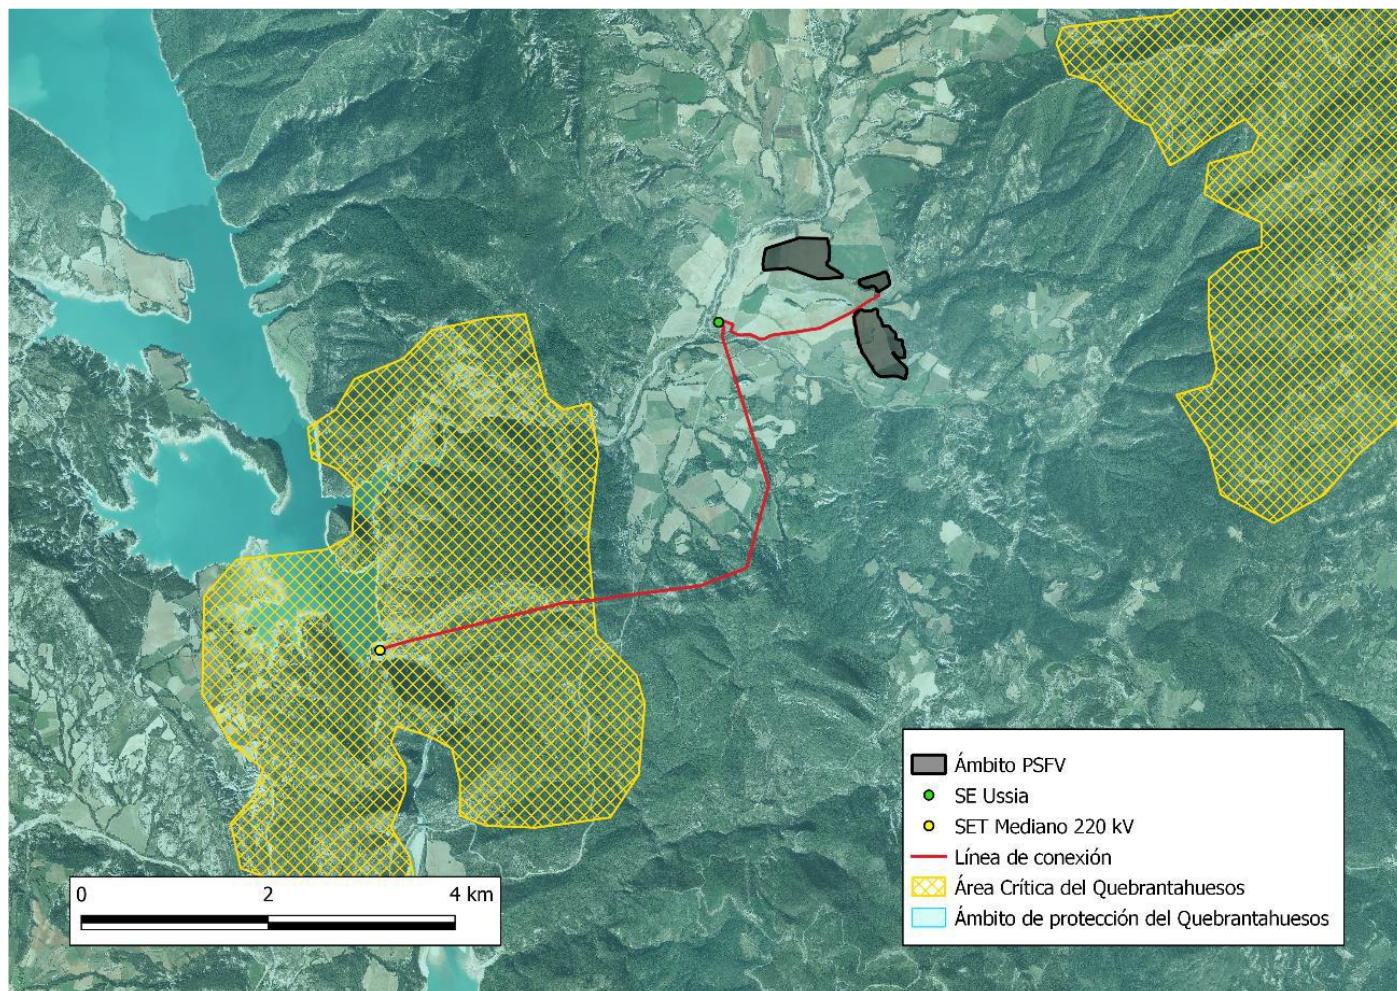 Ámbito PSFV
SE Ussia
SET Mediano 220 kV
Línea de conexión
Área Crítica del Quebrantahuesos
Ámbito de protección del Quebrantahuesos
0 2 4 km